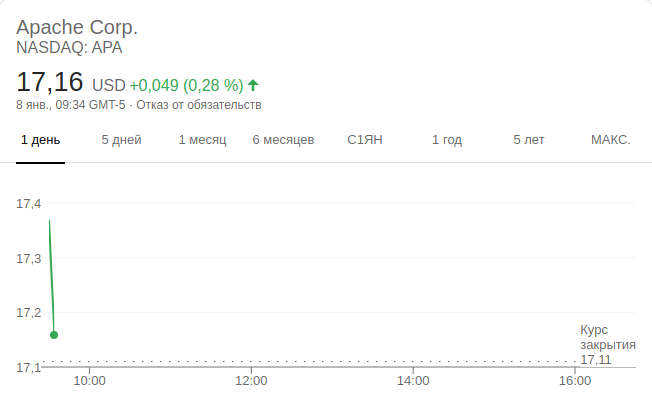 Apache Corp.
NASDAQ: APA
17,16 USD +0,049 (0,28 %)
8 янв., 09:34 GMT-5 · Отказ от обязательств
1 день 5 дней 1 месяц 6 месяцев С1ЯН 1 год 5 лет МАКС.
17,4
17,3
17,2
Курс
закрытия
17,11
17,1
10:00 12:00 14:00 16:00